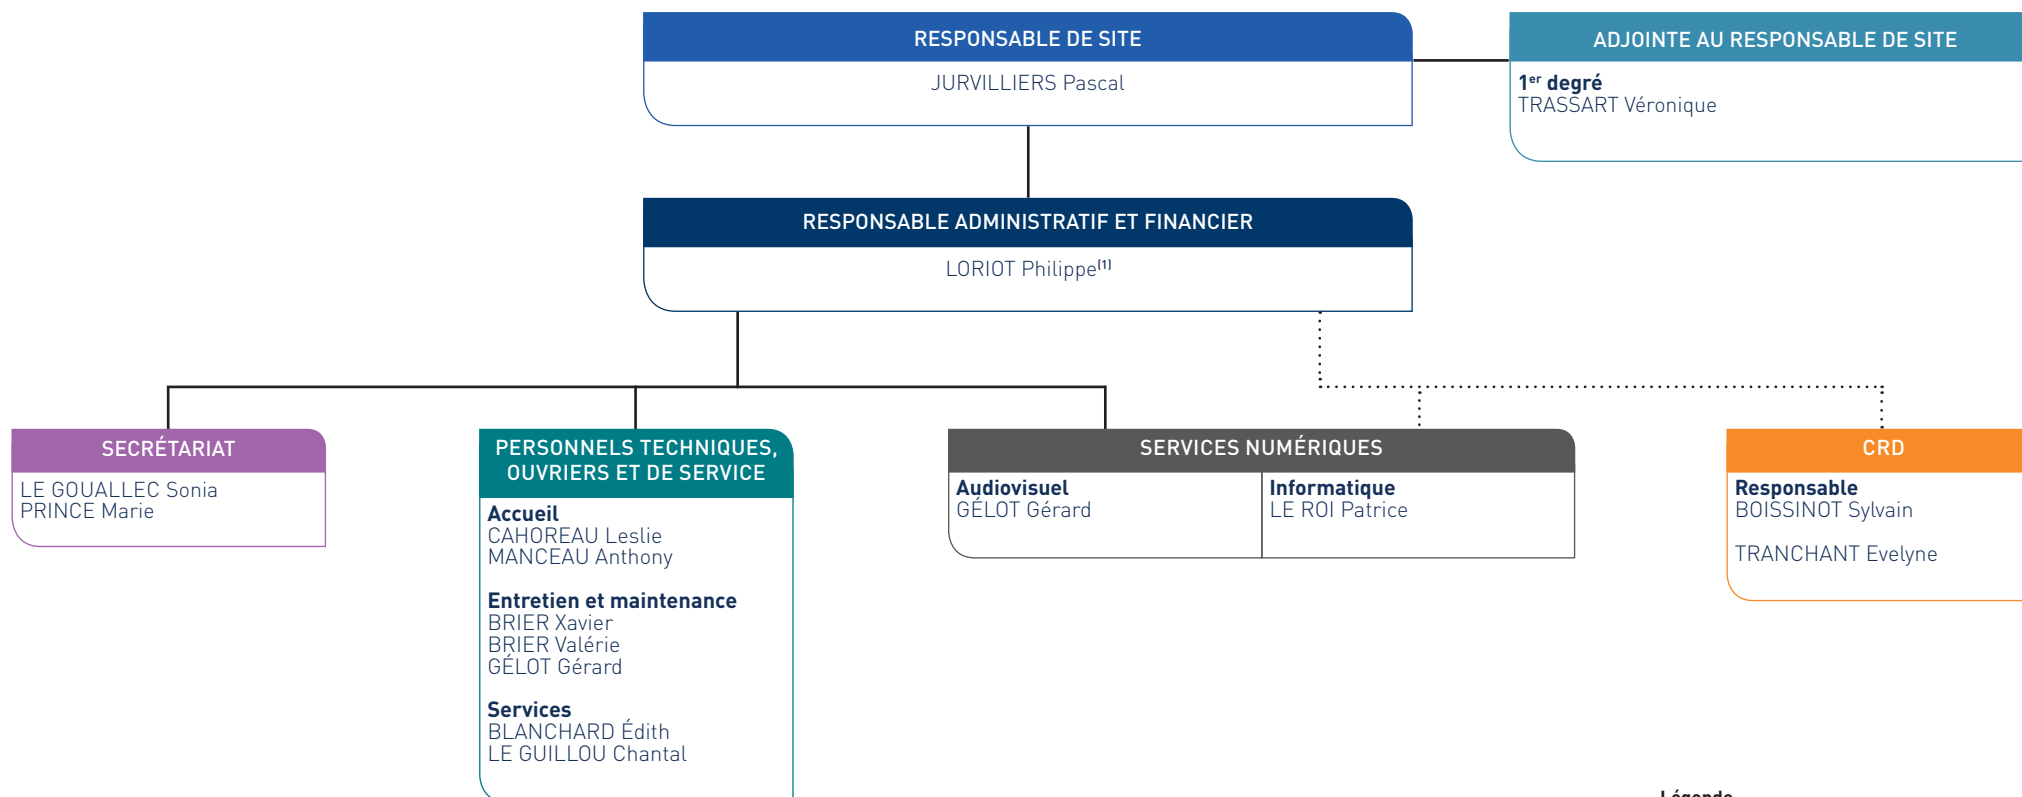 RESPONSABLE DE SITE
JURVILLIERS Pascal
ADJOINTE AU RESPONSABLE DE SITE
1er degré
TRASSART Véronique
RESPONSABLE ADMINISTRATIF ET FINANCIER
LORIOT Philippe(1)
SECRÉTARIAT
LE GOUALLEC Sonia
PRINCE Marie
PERSONNELS TECHNIQUES,
OUVRIERS ET DE SERVICE
Accueil
CAHOREAU Leslie
MANCEAU Anthony
Entretien et maintenance
BRIER Xavier
BRIER Valérie
GÉLOT Gérard
Services
BLANCHARD Édith
LE GUILLOU Chantal
SERVICES NUMÉRIQUES
Audiovisuel
GÉLOT Gérard
Informatique
LE ROI Patrice
CRD
Responsable
BOISSINOT Sylvain
TRANCHANT Evelyne
Légende